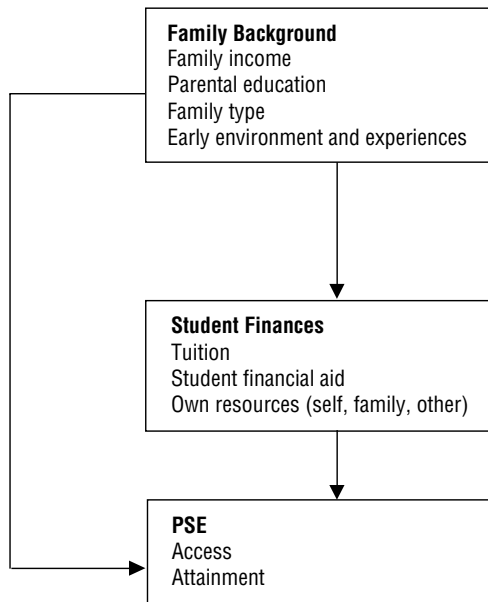 Family Background
Family income
Parental education
Family type
Early environment and experiences
Student Finances
Tuition
Student financial aid
Own resources (self, family, other)
PSE
Access
Attainment